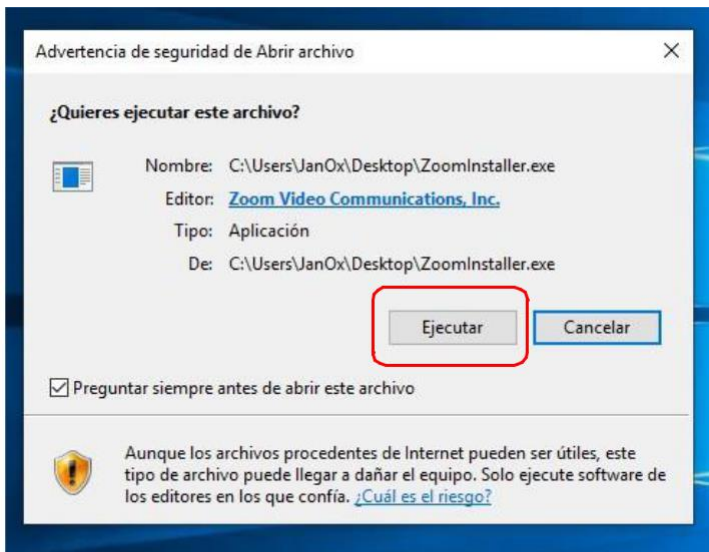 Advertencia de seguridad de Abrir archivo
¿Quieres ejecutar este archivo?
Nombre: C:\Users\JanOx\Desktop\ZoomInstaller.exe
Editor: Zoom Video Communications, Inc.
Tipo: Aplicación
De: C:\Users\JanOx\Desktop\ZoomInstaller.exe
Ejecutar Cancelar
Preguntar siempre antes de abrir este archivo
Aunque los archivos procedentes de Internet pueden ser útiles, este
tipo de archivo puede llegar a dañar el equipo. Solo ejecute software de
los editores en los que confía. ¿Cuál es el riesgo?